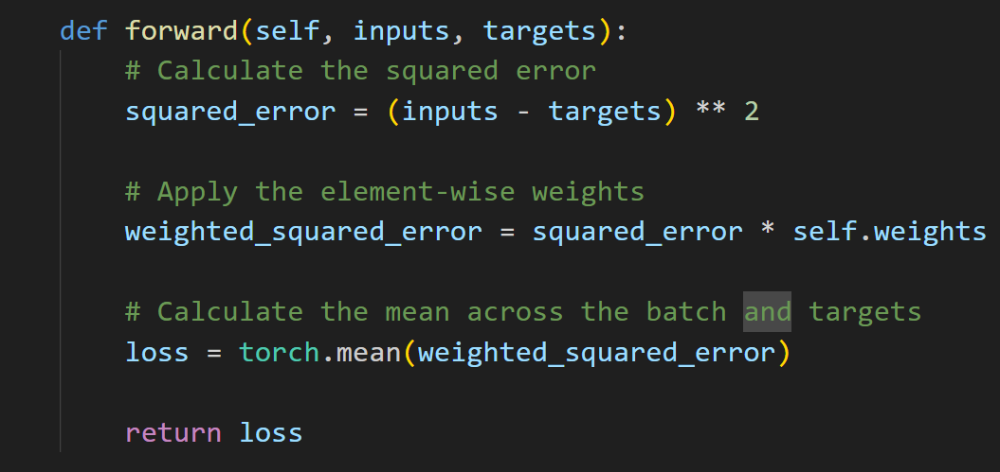 def forward(self, inputs, targets):
# Calculate the squared error
squared_error = (inputs - targets) ** 2
# Apply the element-wise weights
weighted_squared_error = squared_error * self.weights
# Calculate the mean across the batch and targets
loss = torch.mean(weighted_squared_error)
return loss